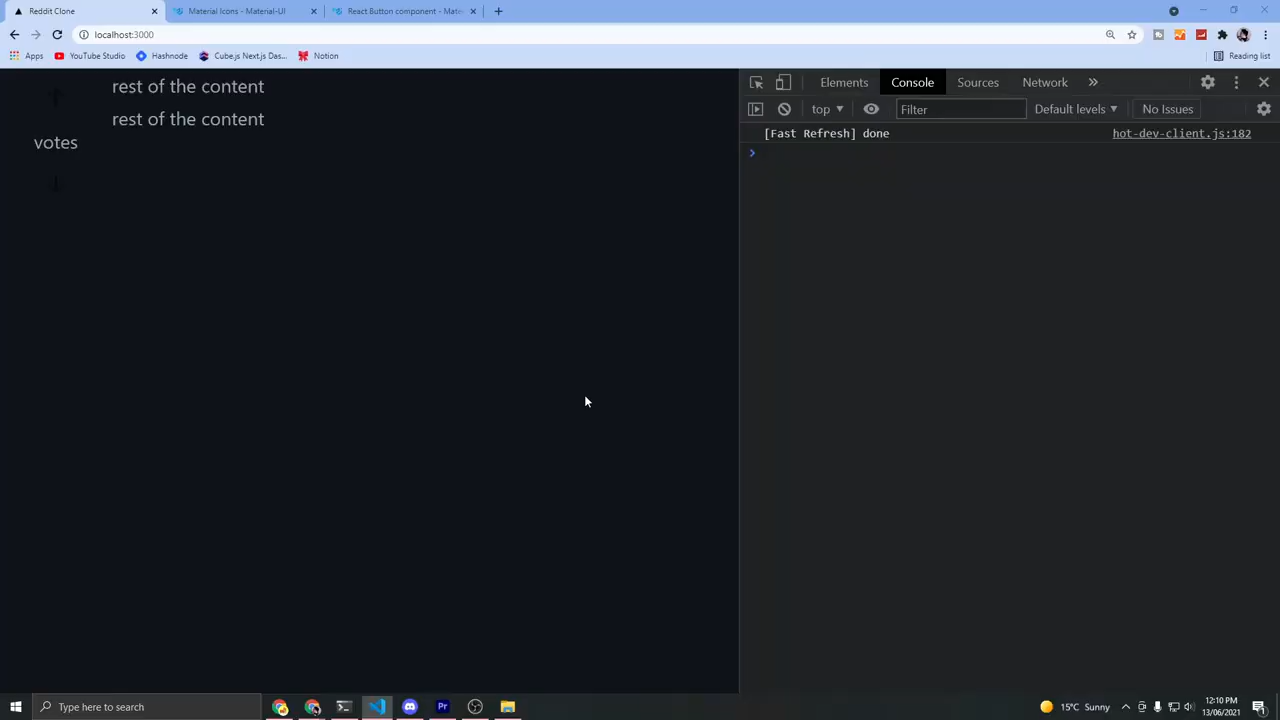 Reddit Clone
Material Icons - Material-UI
React Button component - Mate
localhost:3000
Apps
YouTube Studio
Hashnode
Cube.js Next.js Das...
Notion
Reading list
rest of the content
rest of the content
votes
Elements
Console
Sources
Network
top
Filter
Default levels
No Issues
[Fast Refresh] done
hot-dev-client.js:182
Type here to search
Pr
15°C Sunny
12:10 PM
13/06/2021